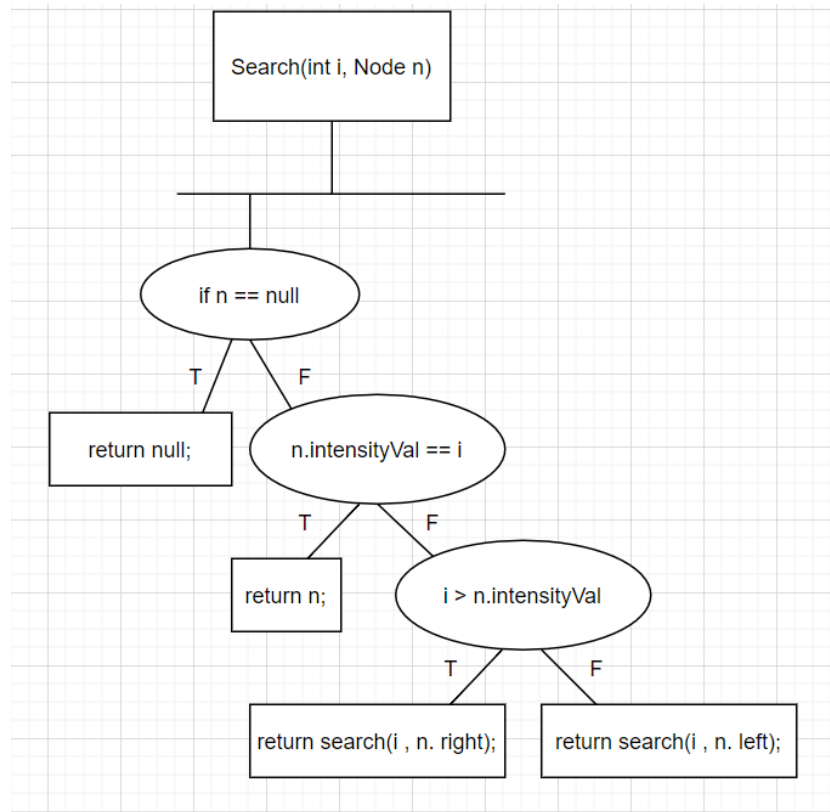 Search(int i, Node n)
if n == null
T
F
return null;
n.intensityVal == i
T
F
return n;
i > n.intensityVal
T
F
return search(i , n. right);
return search(i , n. left);